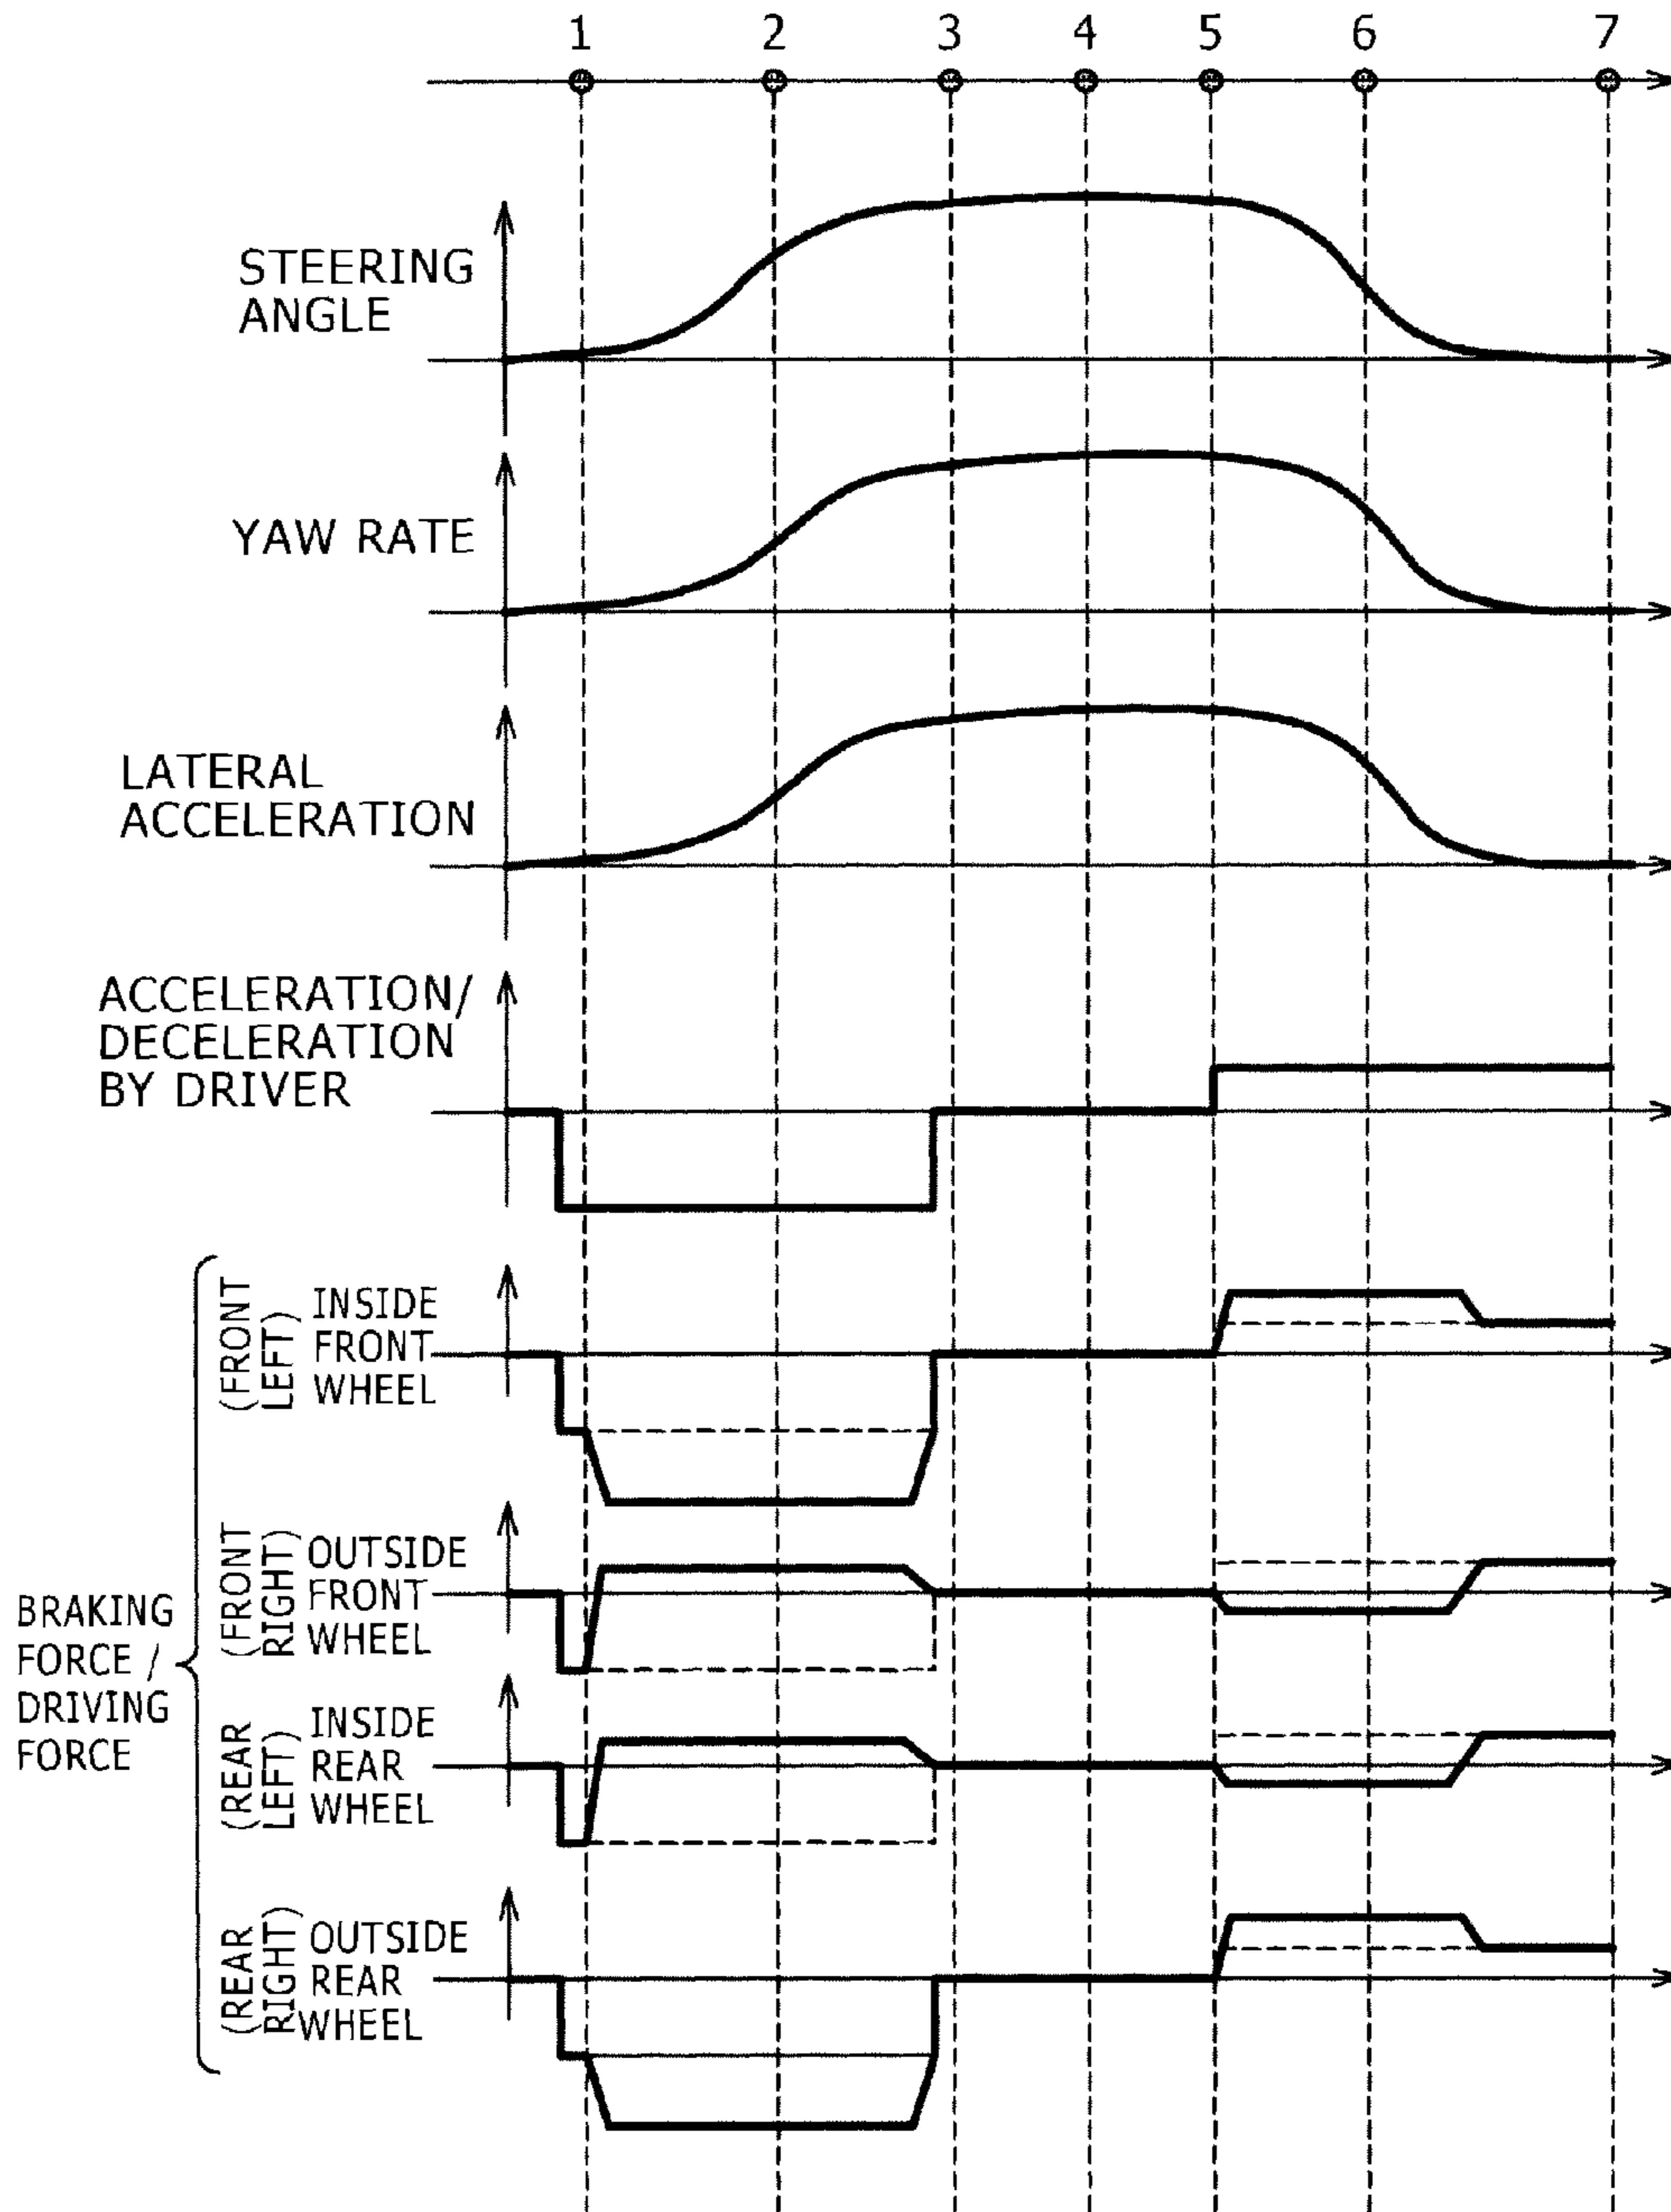 1 2 3 4 5 6 7
STEERING
ANGLE
YAW RATE
LATERAL
ACCELERATION
ACCELERATION/
DECELERATION
BY DRIVER
BRAKING
FORCE /
DRIVING
FORCE
(FRONT
LEFT)
INSIDE
FRONT
WHEEL
(FRONT
RIGHT)
OUTSIDE
FRONT
WHEEL
(REAR
LEFT)
INSIDE
REAR
WHEEL
(REAR
RIGHT)
OUTSIDE
REAR
WHEEL